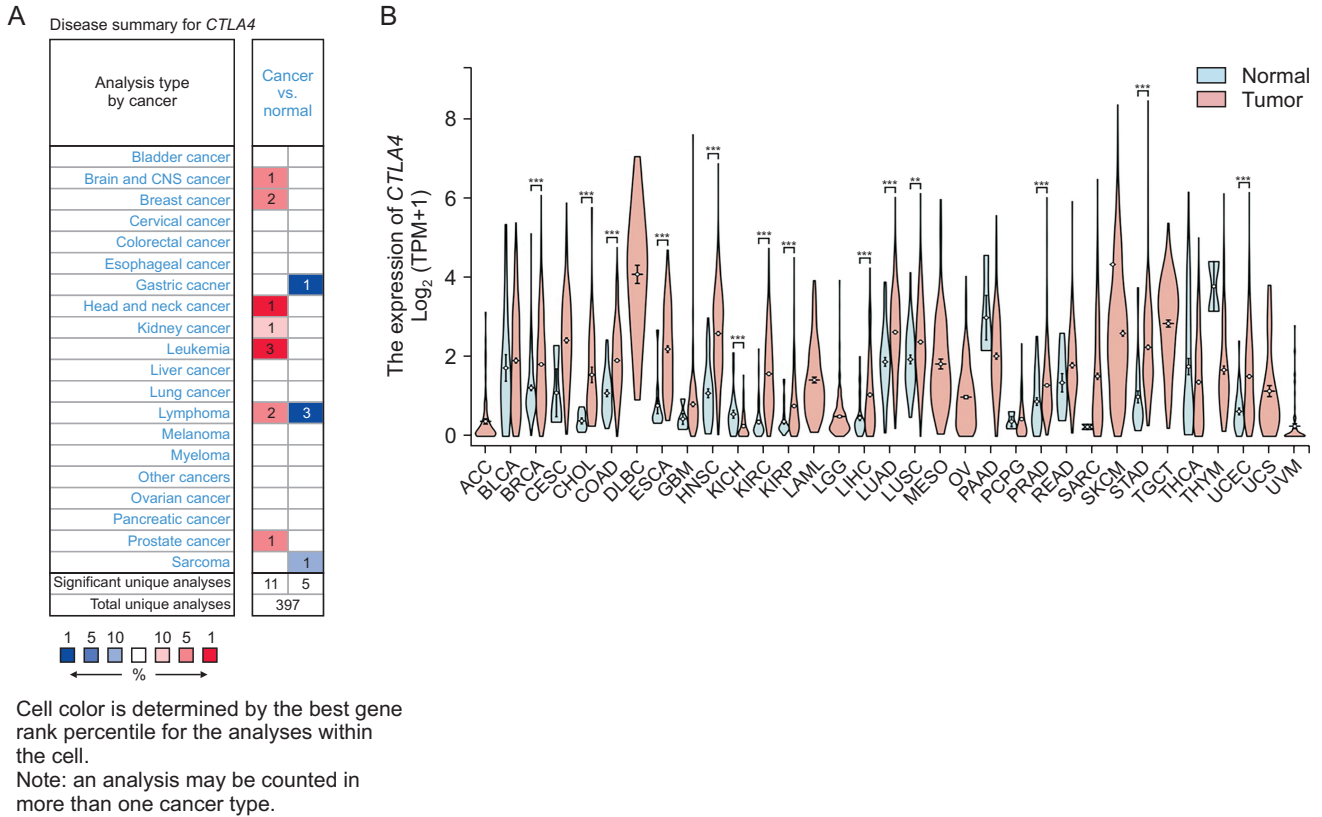 A
Disease summary for CTLA4
Analysis type
by cancer
Cancer
vs.
normal
Bladder cancer
Brain and CNS cancer 1
Breast cancer 2
Cervical cancer
Colorectal cancer
Esophageal cancer
Gastric cacner 1
Head and neck cancer 1
Kidney cancer 1
Leukemia 3
Liver cancer
Lung cancer
Lymphoma 2 3
Melanoma
Myeloma
Other cancers
Ovarian cancer
Pancreatic cancer
Prostate cancer 1
Sarcoma 1
Significant unique analyses 11 5
Total unique analyses 397
1 5 10 10 5 1
%
Cell color is determined by the best gene
rank percentile for the analyses within
the cell.
Note: an analysis may be counted in
more than one cancer type.
B
The expression of CTLA4
Log2 (TPM+1)
8
6
4
2
0
Normal
Tumor
***
***
***
***
***
***
***
***
***
***
**
***
***
***
ACC
BLCA
BRCA
CESC
CHOL
COAD
DLBC
ESCA
GBM
HNSC
KICH
KIRC
KIRP
LAML
LGG
LIHC
LUAD
LUSC
MESO
OV
PAAD
PCPG
PRAD
READ
SARC
SKCM
STAD
TGCT
THCA
THYM
UCEC
UCS
UVM